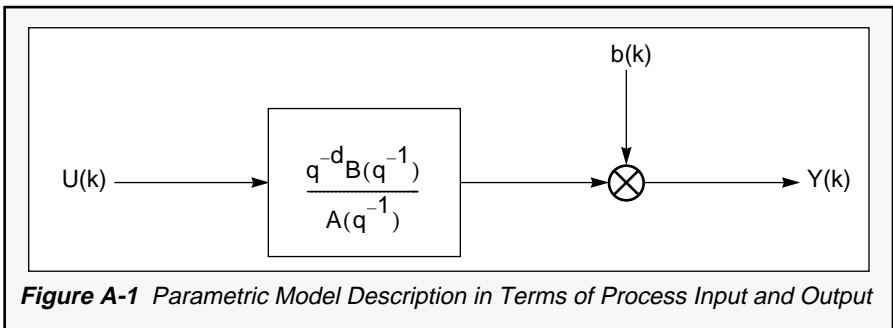 b(k)
U(k)
q^{-d}B(q^{-1})
A(q^{-1})
Y(k)
Figure A-1 Parametric Model Description in Terms of Process Input and Output